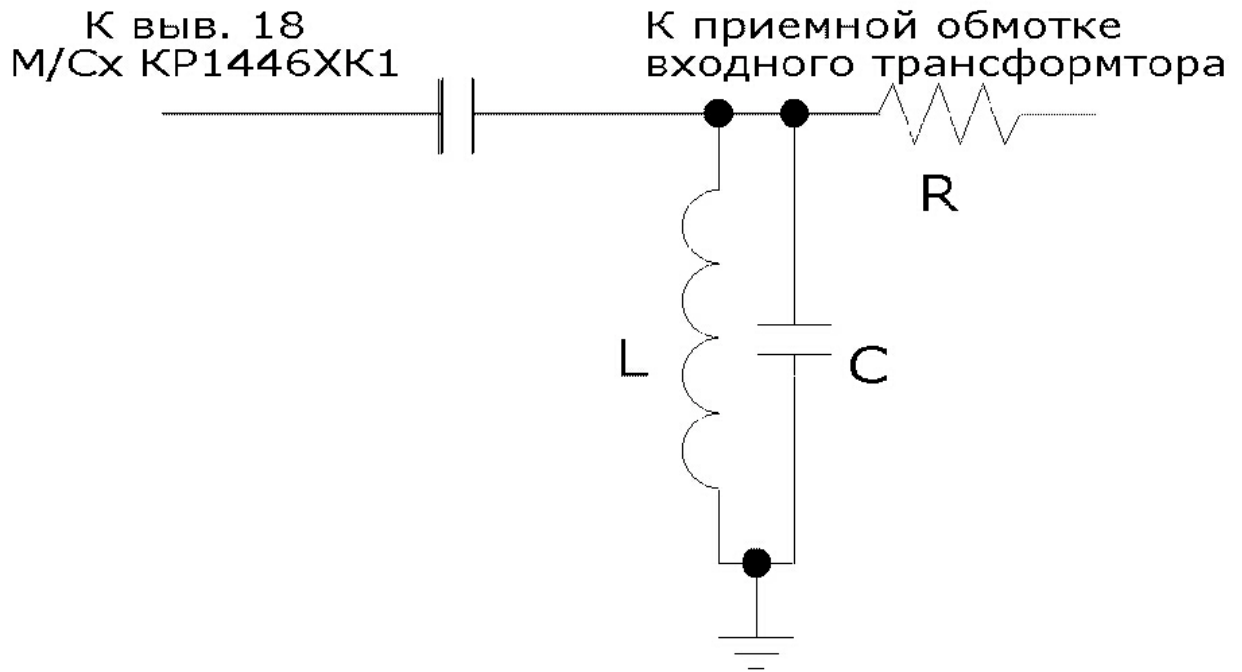 К выв. 18
М/Сх КР1446ХК1
К приемной обмотке
входного трансформтора
R
L
C